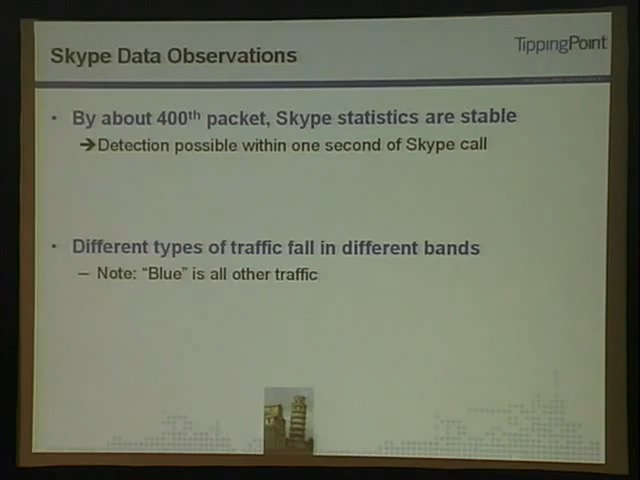 Skype Data Observations
TippingPoint
• By about 400th packet, Skype statistics are stable
➔Detection possible within one second of Skype call
• Different types of traffic fall in different bands
– Note: “Blue” is all other traffic